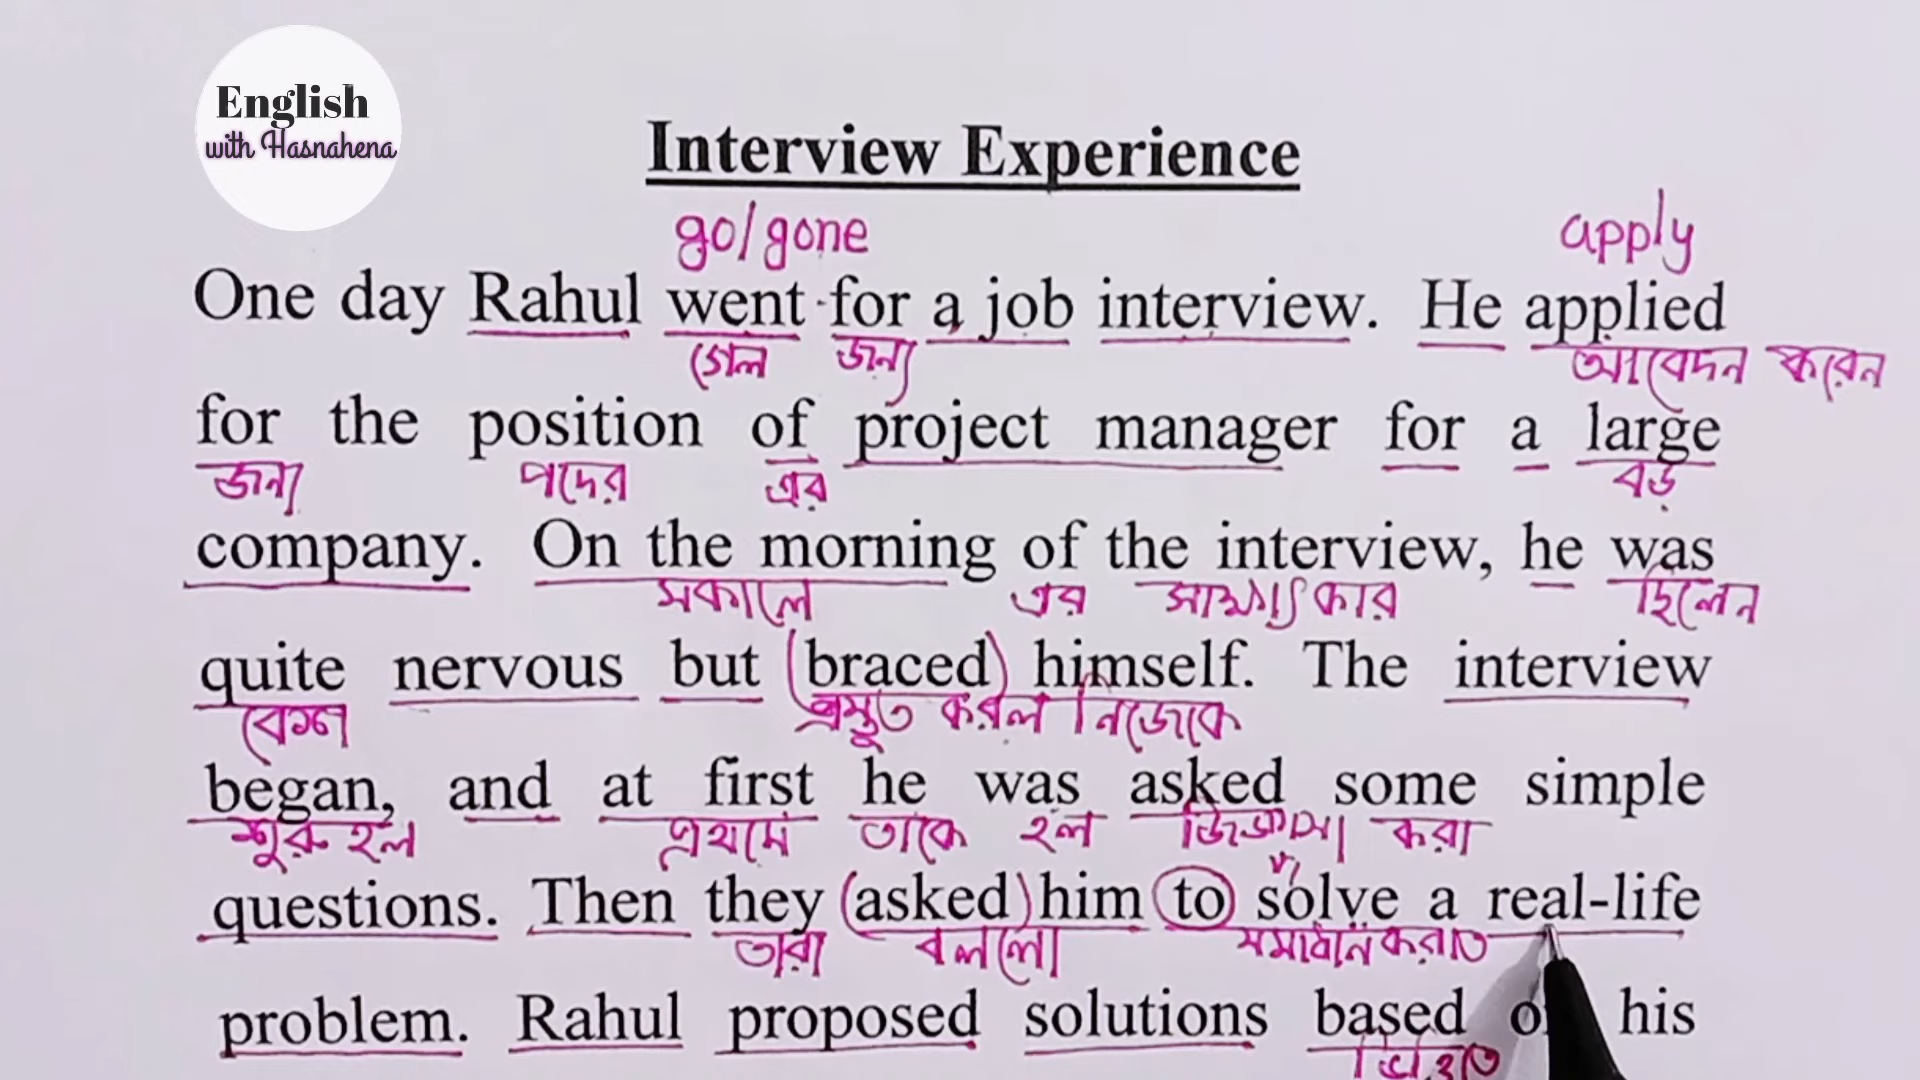 English
with Hasnahena
Interview Experience
go/gone apply
One day Rahul went for a job interview. He applied
গেল জন্য আবেদন করেন
for the position of project manager for a large
জন্য পদের এর বড়
company. On the morning of the interview, he was
সকালে এর সাক্ষাৎকার ছিলেন
quite nervous but (braced) himself. The interview
বেশ প্রস্তুত করল নিজেকে
began, and at first he was asked some simple
শুরু হল প্রথমে তাকে হল জিজ্ঞাসা করা
questions. Then they (asked) him to solve a real-life
তারা বললো সমাধান করতে
problem. Rahul proposed solutions based his